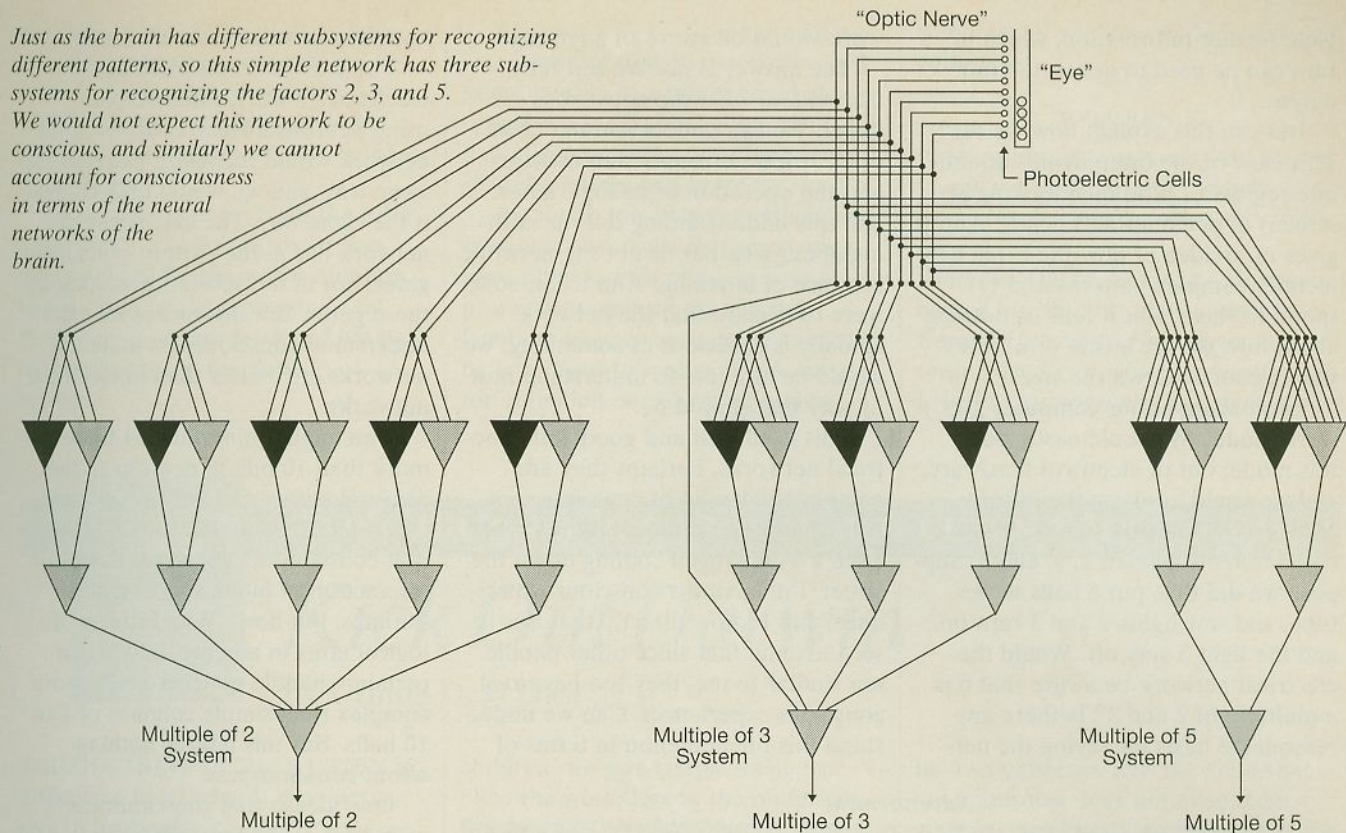 Just as the brain has different subsystems for recognizing
different patterns, so this simple network has three sub-
systems for recognizing the factors 2, 3, and 5.
We would not expect this network to be
conscious, and similarly we cannot
account for consciousness
in terms of the neural
networks of the
brain.
"Optic Nerve"
"Eye"
Photoelectric Cells
Multiple of 2
System
Multiple of 3
System
Multiple of 5
System
Multiple of 2
Multiple of 3
Multiple of 5